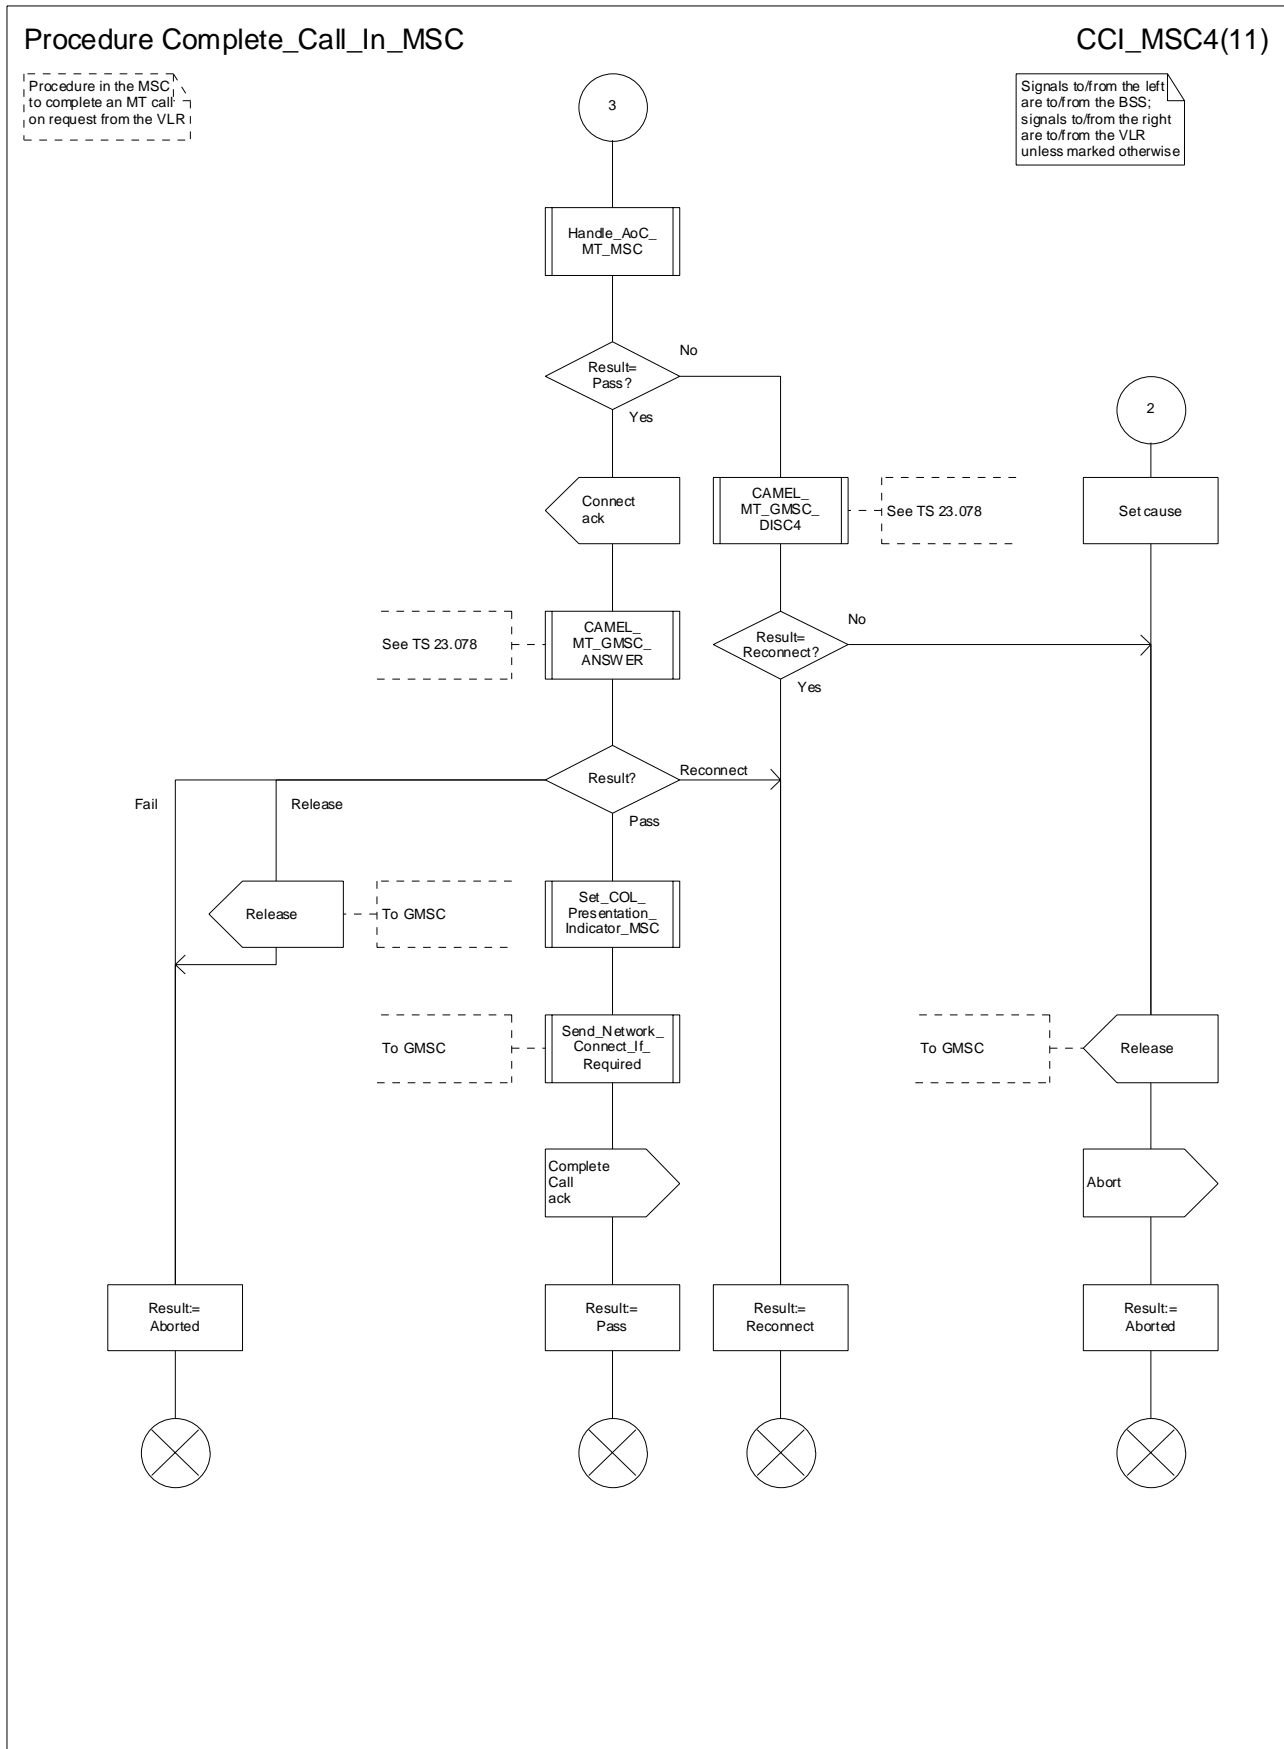 Procedure Complete_Call_In_MSC
CCI_MSC4(11)
Procedure in the MSC
to complete an MT call
on request from the VLR
Signals to/from the left
are to/from the BSS;
signals to/from the right
are to/from the VLR
unless marked otherwise
3
Handle_AoC_
MT_MSC
Result=
Pass?
No
Yes
2
Connect
ack
CAMEL_
MT_GMSC_
DISC4
See TS 23.078
Set cause
See TS 23.078
CAMEL_
MT_GMSC_
ANSWER
Result=
Reconnect?
No
Yes
Result?
Reconnect
Fail
Release
Pass
Release
To GMSC
Set_COL_
Presentation_
Indicator_MSC
To GMSC
Send_Network_
Connect_If_
Required
To GMSC
Release
Complete
Call
ack
Abort
Result:=
Aborted
Result:=
Pass
Result:=
Reconnect
Result:=
Aborted